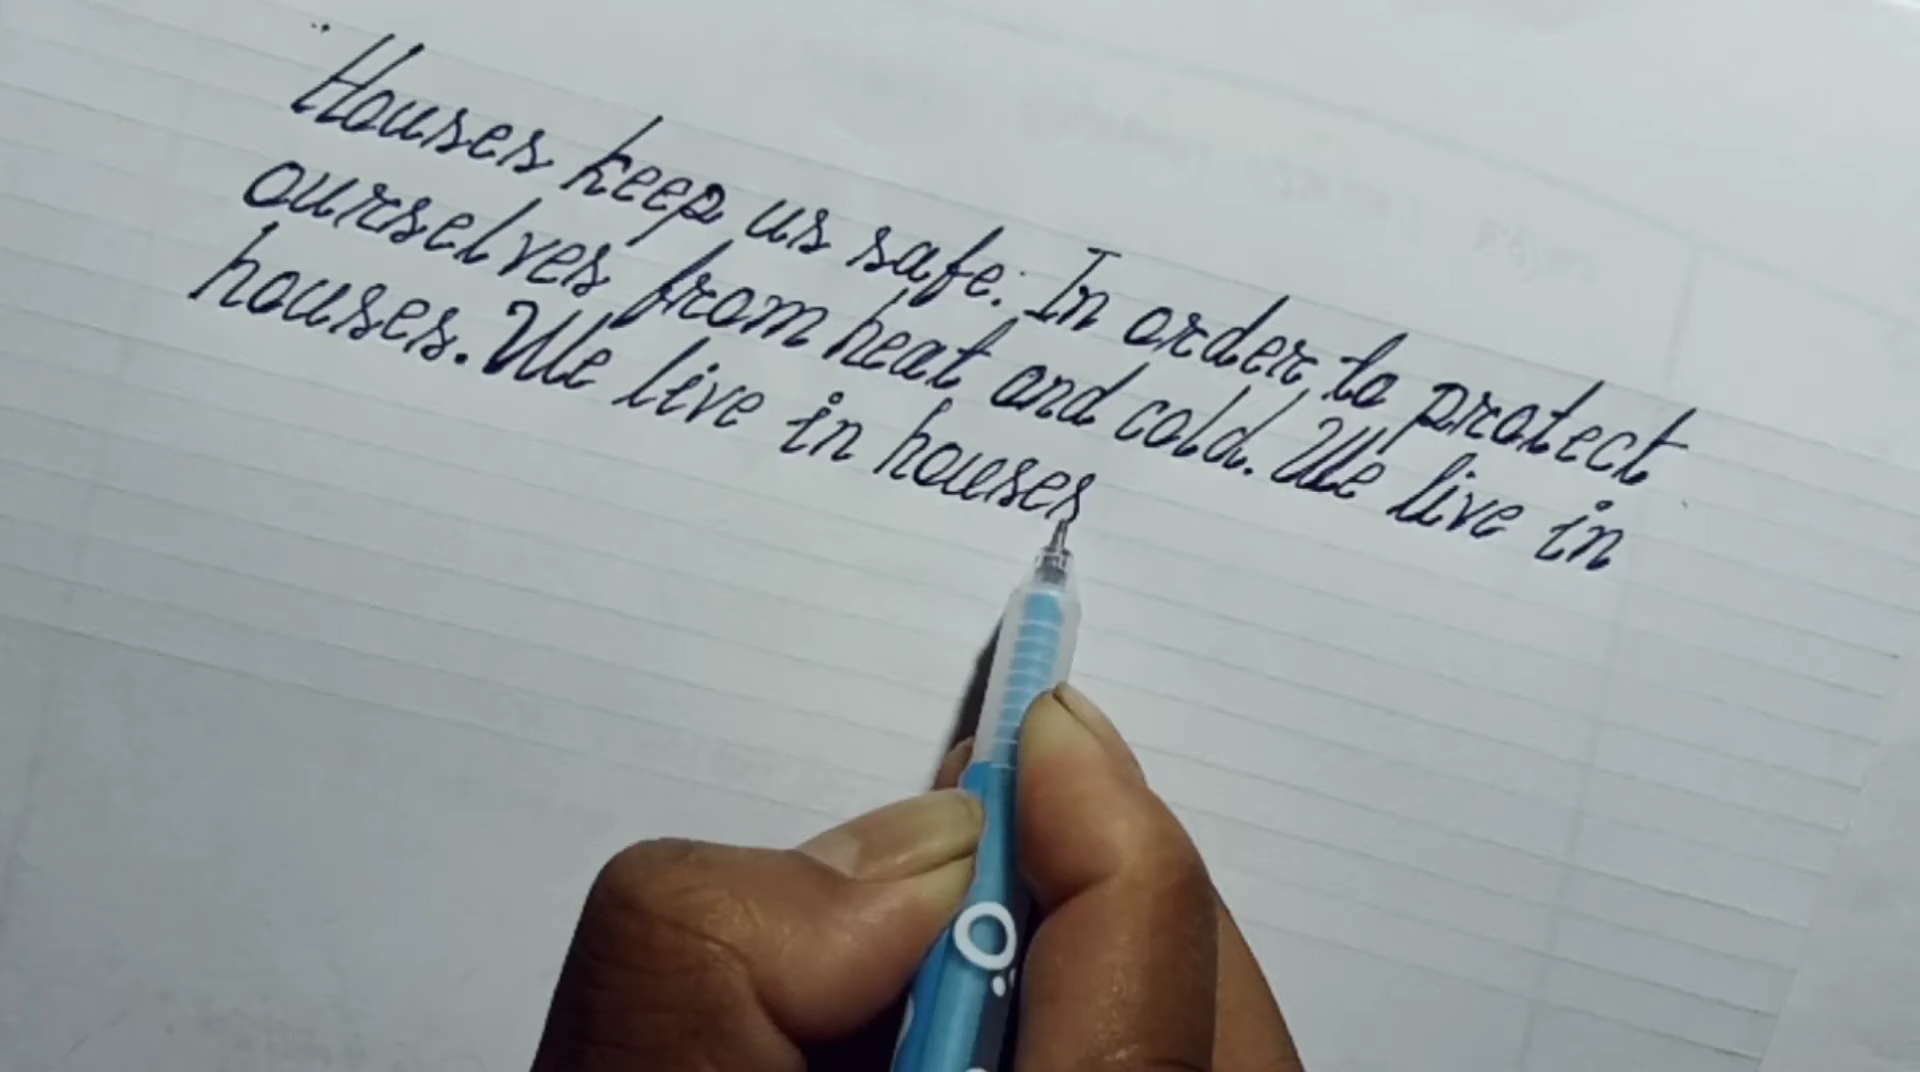 Houses keep us safe. In order to protect
ourselves from heat and cold. We live in
houses. We live in houses